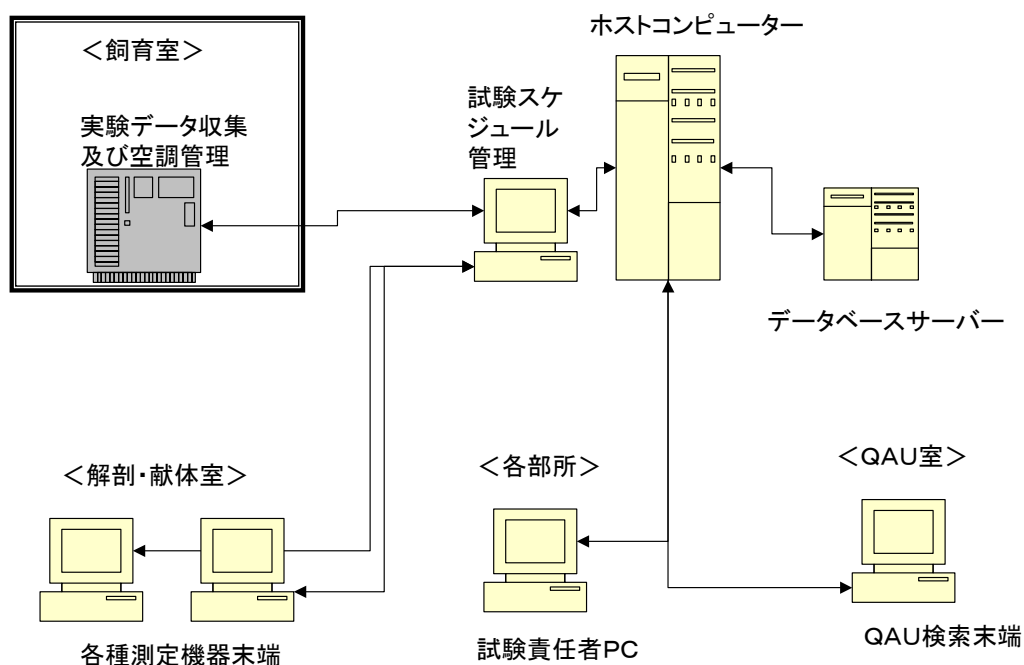 ホストコンピューター
＜飼育室＞
試験スケ
ジュール
管理
実験データ収集
及び空調管理
データベースサーバー
＜解剖・献体室＞
＜各部所＞
＜QAU室＞
各種測定機器末端
試験責任者PC
QAU検索末端